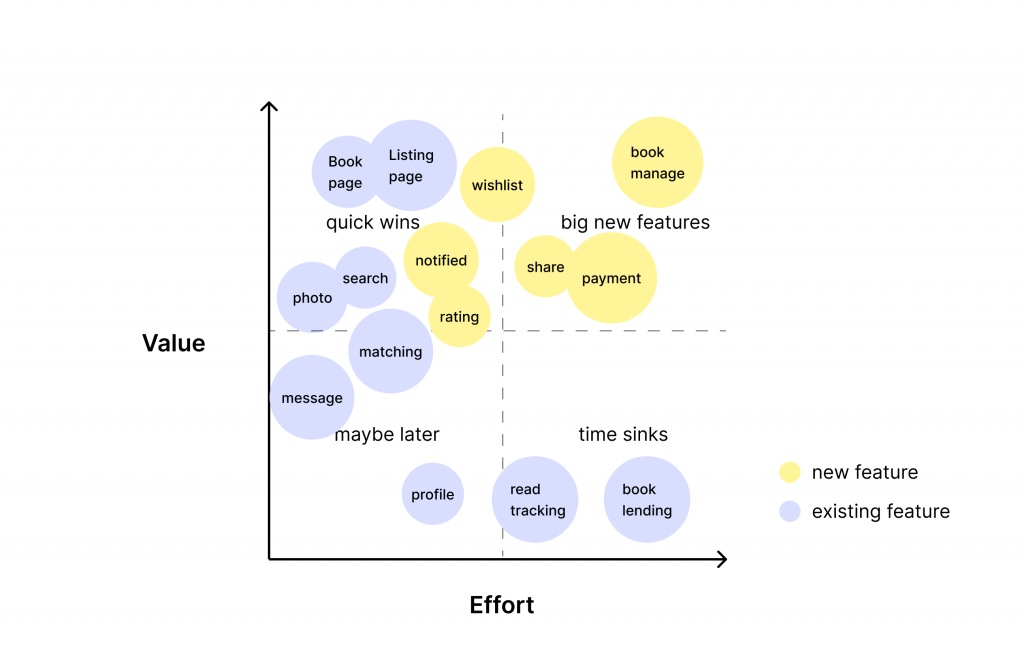 Book
page
Listing
page
wishlist
book
manage
quick wins
big new features
notified
share
payment
search
photo
rating
Value
matching
message
maybe later
time sinks
profile
read
tracking
book
lending
new feature
existing feature
Effort